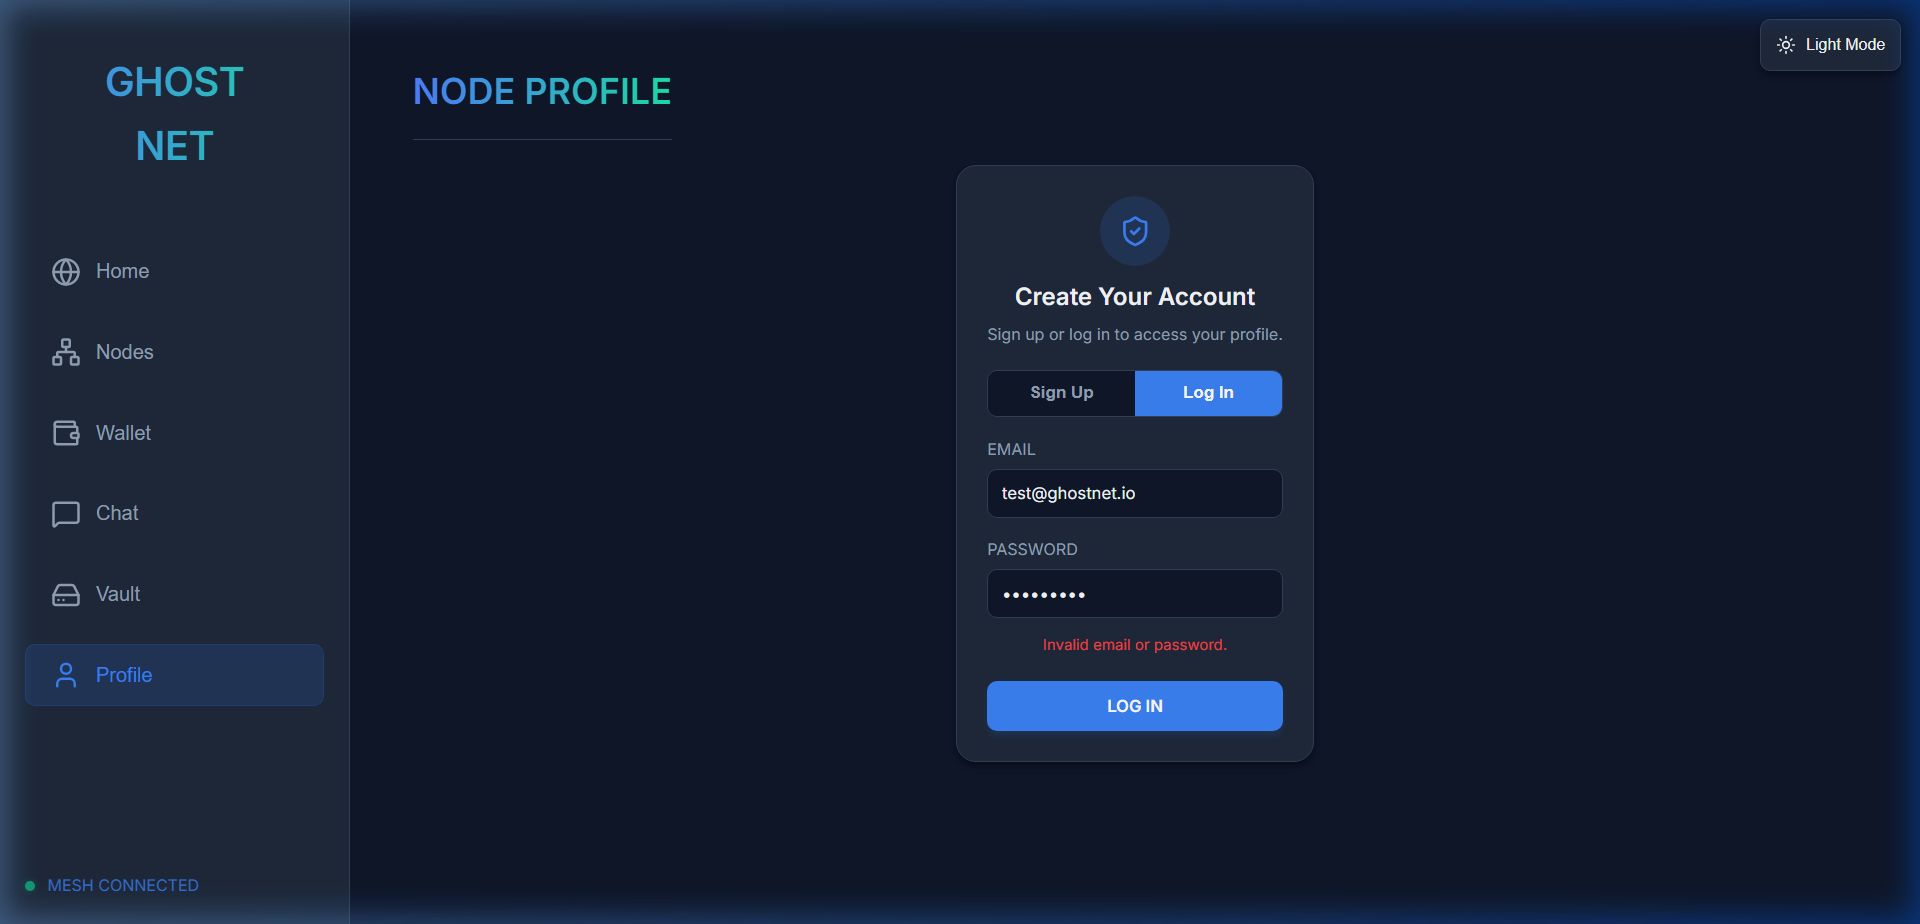 GHOST
NET
Home
Nodes
Wallet
Chat
Vault
Profile
MESH CONNECTED
Light Mode
NODE PROFILE
Create Your Account
Sign up or log in to access your profile.
Sign Up
Log In
EMAIL
test@ghostnet.io
PASSWORD
•••••••••
Invalid email or password.
LOG IN